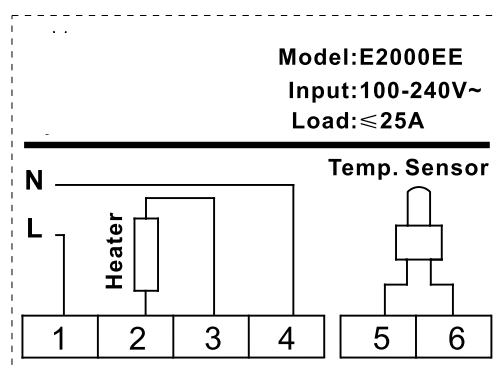 Model:E2000EE
Input:100-240V~
Load:≤25A
Temp. Sensor
N
L
Heater
1 2 3 4 5 6